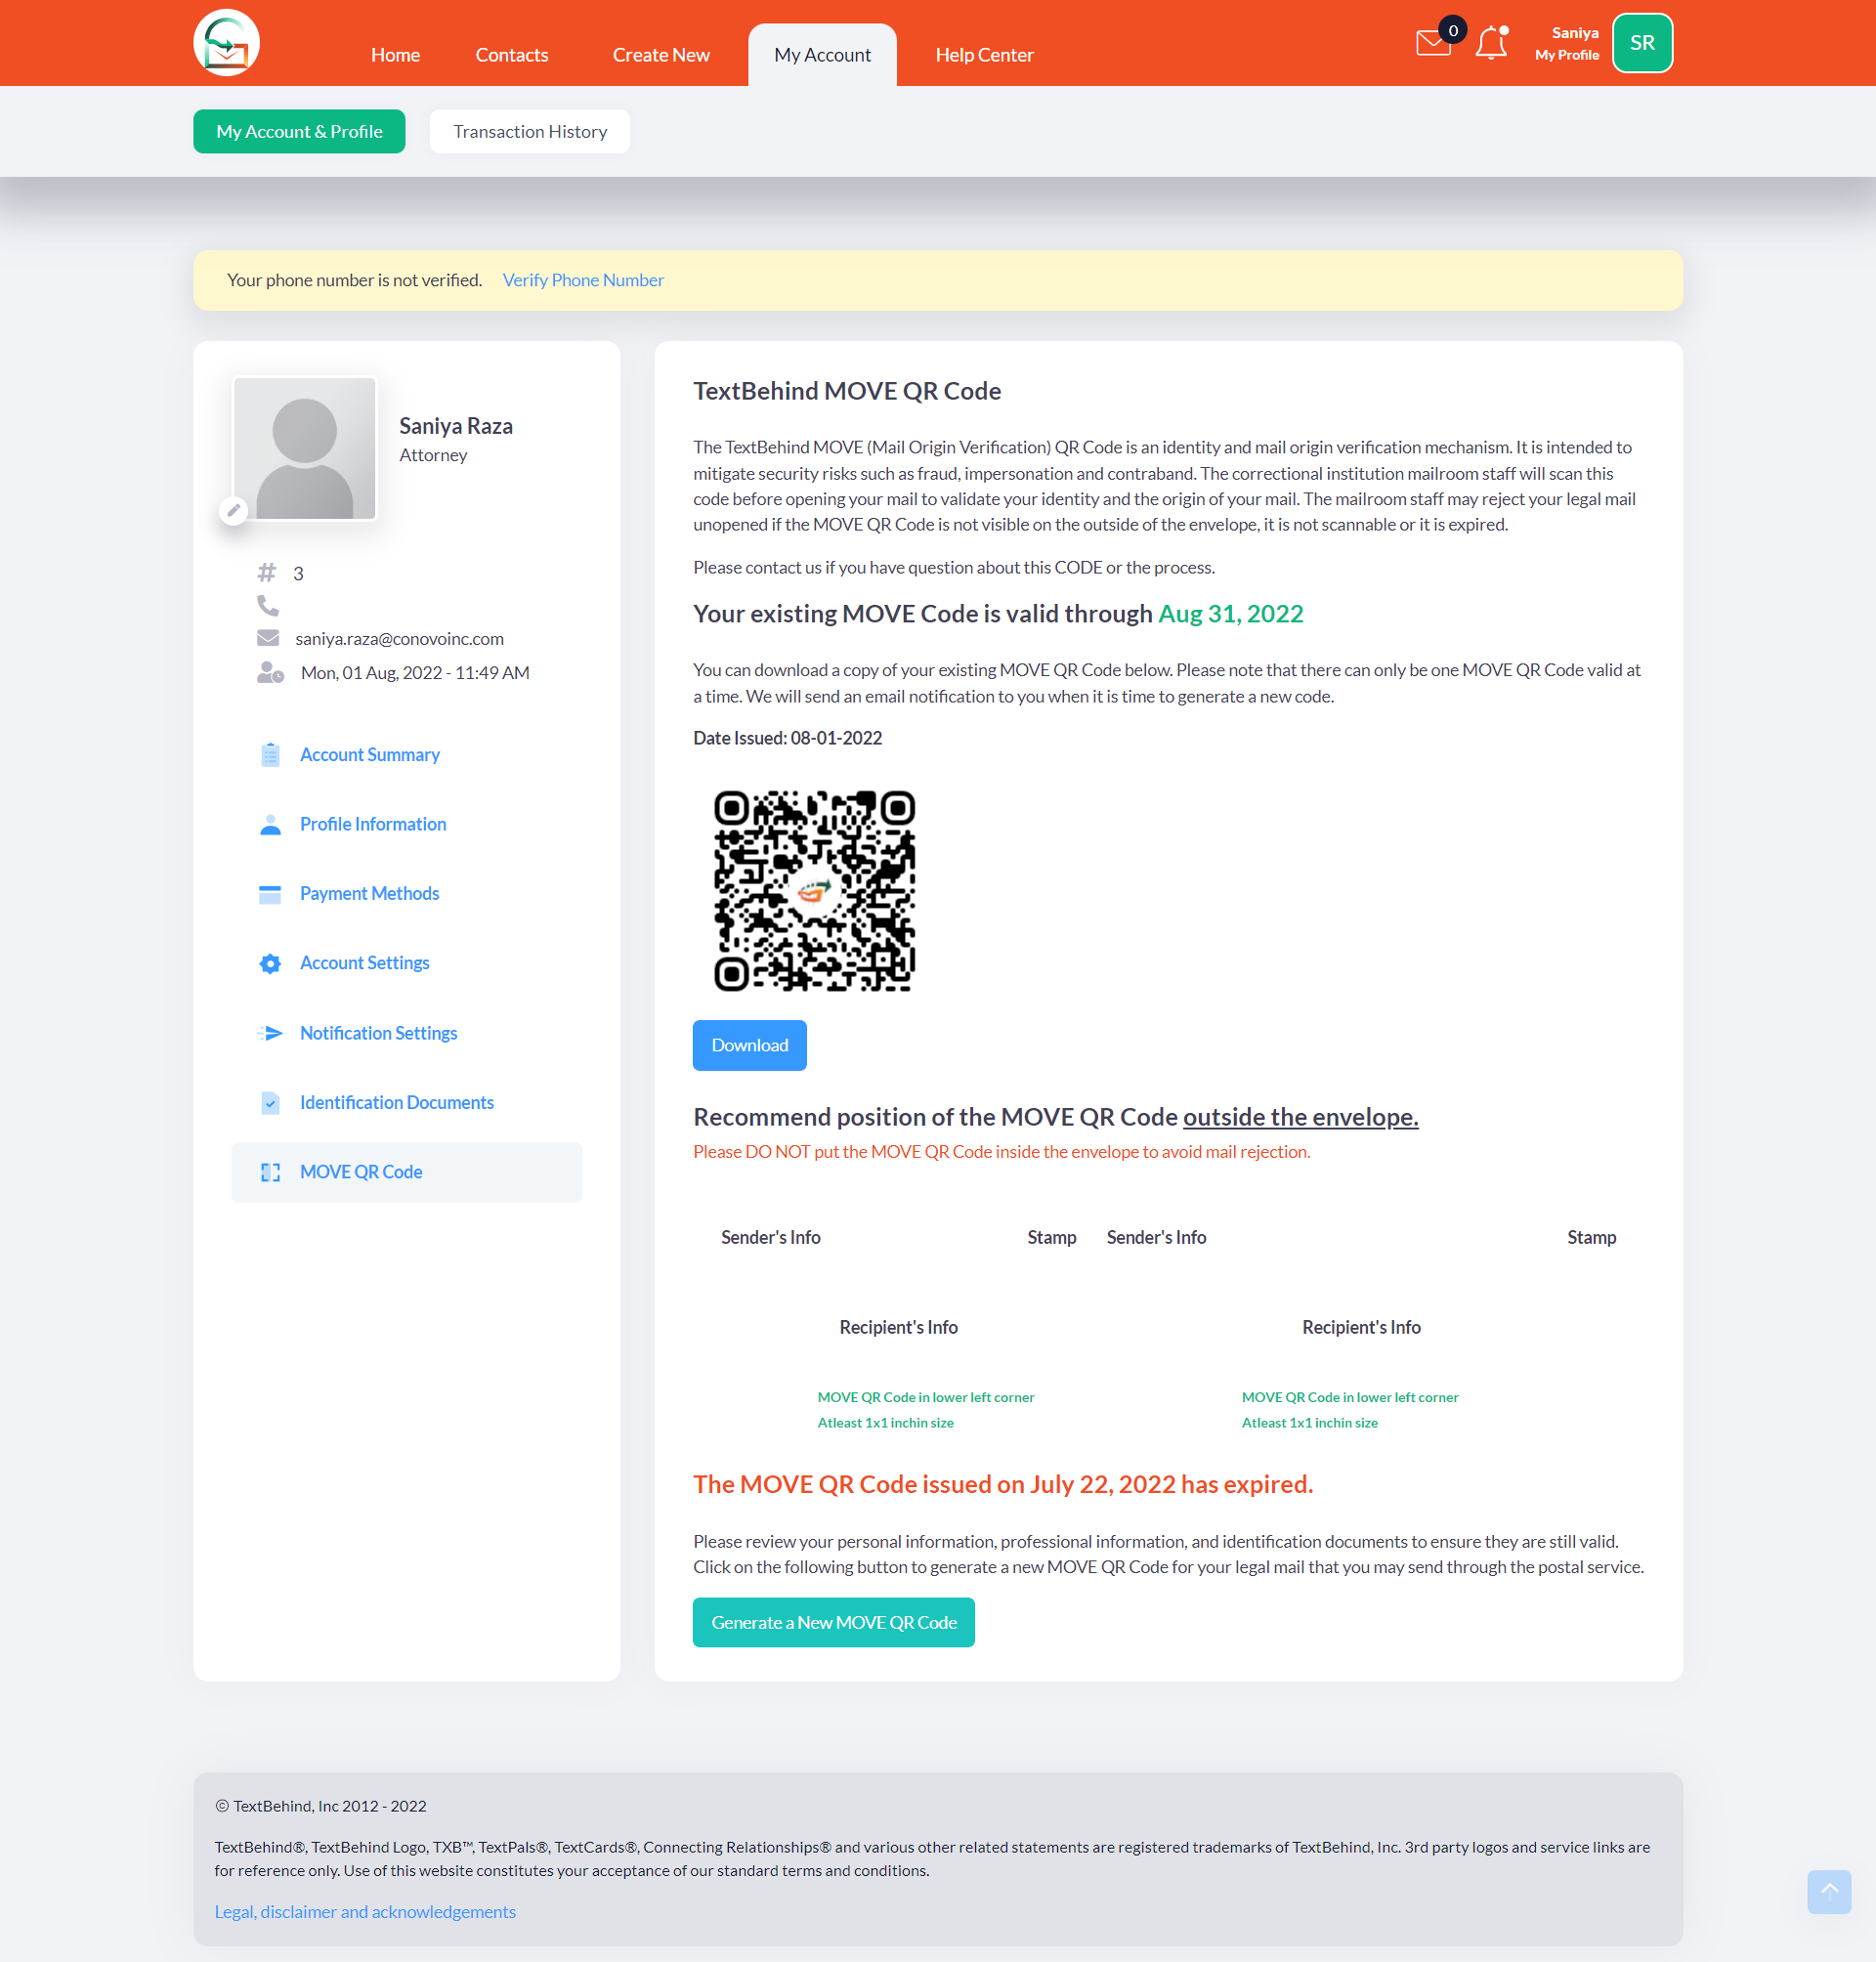 Home
Contacts
Create New
My Account
Help Center
0
Saniya
My Profile
SR
My Account & Profile
Transaction History
Your phone number is not verified. Verify Phone Number
Saniya Raza
Attorney
# 3
saniya.raza@conovoinc.com
Mon, 01 Aug, 2022 - 11:49 AM
Account Summary
Profile Information
Payment Methods
Account Settings
Notification Settings
Identification Documents
MOVE QR Code
TextBehind MOVE QR Code
The TextBehind MOVE (Mail Origin Verification) QR Code is an identity and mail origin verification mechanism. It is intended to
mitigate security risks such as fraud, impersonation and contraband. The correctional institution mailroom staff will scan this
code before opening your mail to validate your identity and the origin of your mail. The mailroom staff may reject your legal mail
unopened if the MOVE QR Code is not visible on the outside of the envelope, it is not scannable or it is expired.
Please contact us if you have question about this CODE or the process.
Your existing MOVE Code is valid through Aug 31, 2022
You can download a copy of your existing MOVE QR Code below. Please note that there can only be one MOVE QR Code valid at
a time. We will send an email notification to you when it is time to generate a new code.
Date Issued: 08-01-2022
Download
Recommend position of the MOVE QR Code outside the envelope.
Please DO NOT put the MOVE QR Code inside the envelope to avoid mail rejection.
Sender's Info
Stamp
Sender's Info
Stamp
Recipient's Info
Recipient's Info
MOVE QR Code in lower left corner
Atleast 1x1 inchin size
MOVE QR Code in lower left corner
Atleast 1x1 inchin size
The MOVE QR Code issued on July 22, 2022 has expired.
Please review your personal information, professional information, and identification documents to ensure they are still valid.
Click on the following button to generate a new MOVE QR Code for your legal mail that you may send through the postal service.
Generate a New MOVE QR Code
© TextBehind, Inc 2012 - 2022
TextBehind®, TextBehind Logo, TXB™, TextPals®, TextCards®, Connecting Relationships® and various other related statements are registered trademarks of TextBehind, Inc. 3rd party logos and service links are
for reference only. Use of this website constitutes your acceptance of our standard terms and conditions.
Legal, disclaimer and acknowledgements